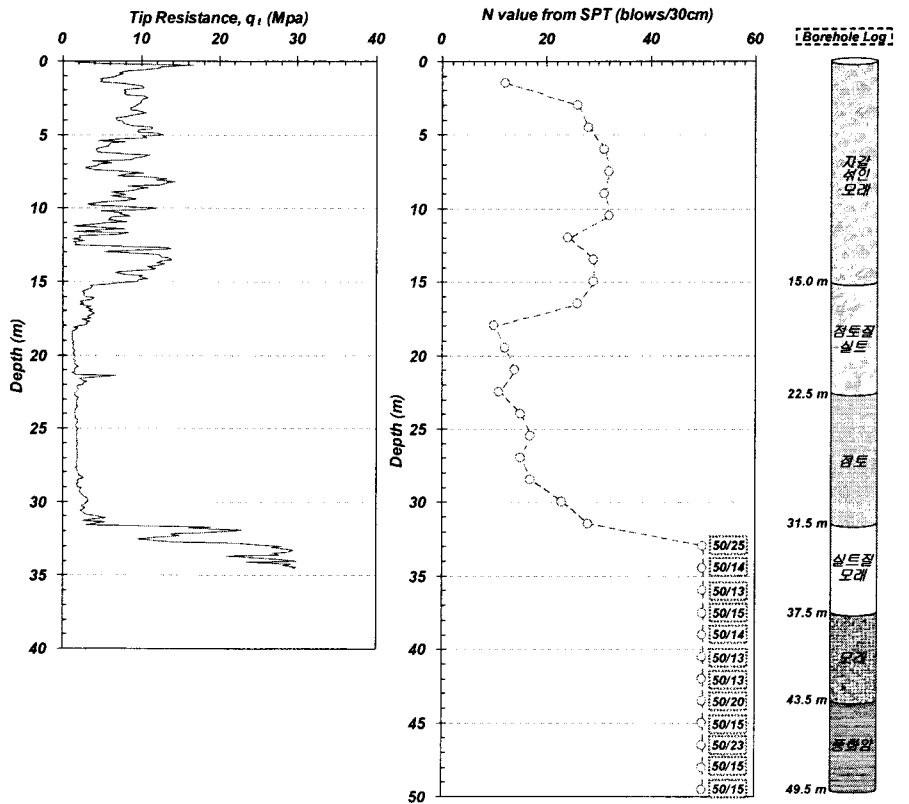 Tip Resistance, q t (Mpa)
0 10 20 30 40
0
5
10
15
20
25
30
35
40
Depth (m)
N value from SPT (blows/30cm)
0 20 40 60
0
5
10
15
20
25
30
35
40
45
50
Depth (m)
50/25
50/14
50/13
50/15
50/14
50/13
50/13
50/20
50/15
50/23
50/15
50/15
Borehole Log
자갈
섞인
모래
15.0 m
점토질
실트
22.5 m
점토
31.5 m
실트질
모래
37.5 m
모래
43.5 m
풍화암
49.5 m